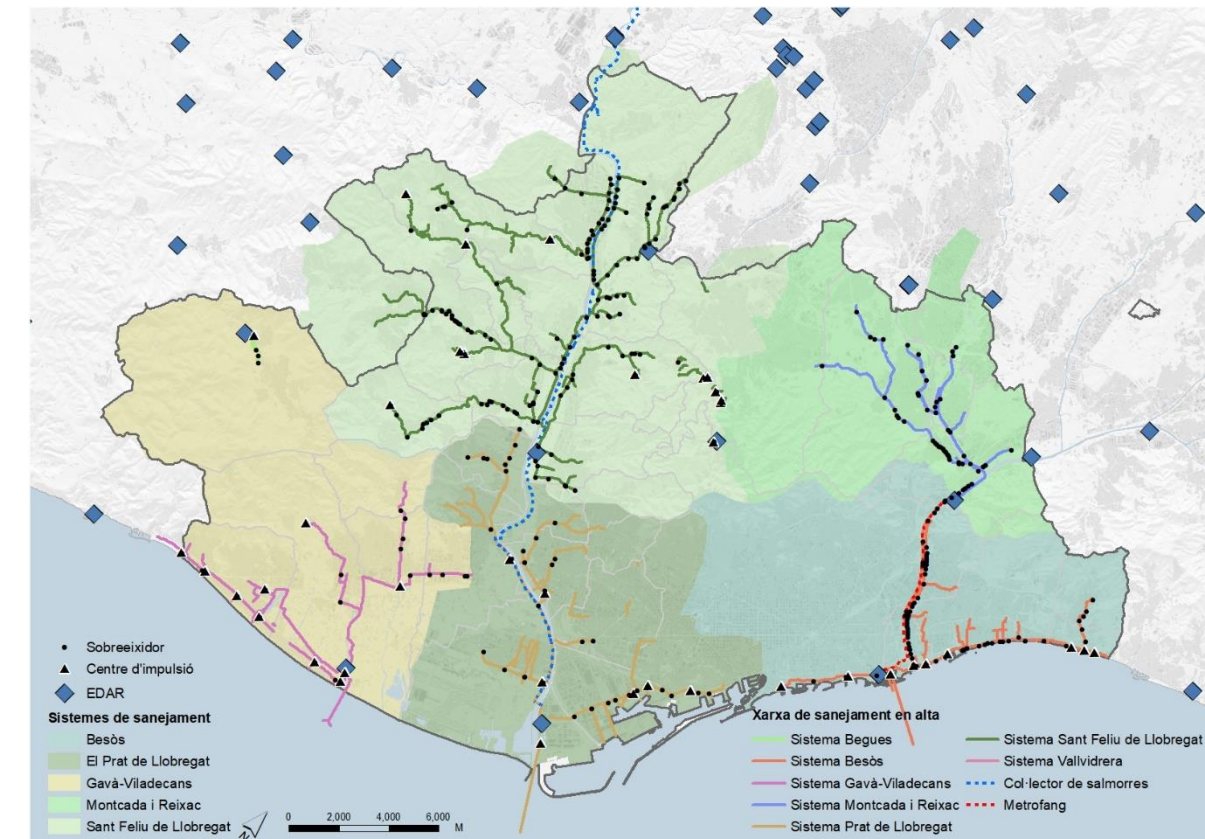 Sobreeixidor
Centre d'impulsió
EDAR
Sistemes de sanejament
Besòs
El Prat de Llobregat
Gavà-Viladecans
Montcada i Reixac
Sant Feliu de Llobregat
N
0 2,000 4,000 6,000
M
Xarxa de sanejament en alta
Sistema Begues
Sistema Besòs
Sistema Gavà-Viladecans
Sistema Montcada i Reixac
Sistema Prat de Llobregat
Sistema Sant Feliu de Llobregat
Sistema Vallvidrera
Col·lector de salmorres
Metrofang